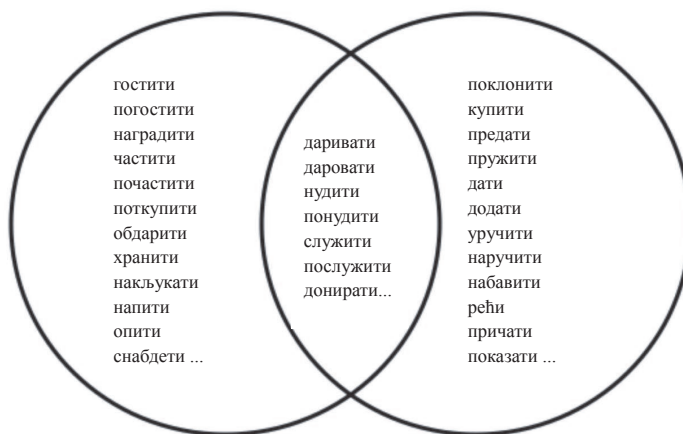 гостити
погостити
наградити
частити
почастити
поткупити
обдарити
хранити
накљукати
напити
опити
снабдети ...
даривати
даровати
нудити
понудити
служити
послужити
донирати...
поклонити
купити
предати
пружити
дати
додати
уручити
наручити
набавити
рећи
причати
показати ...